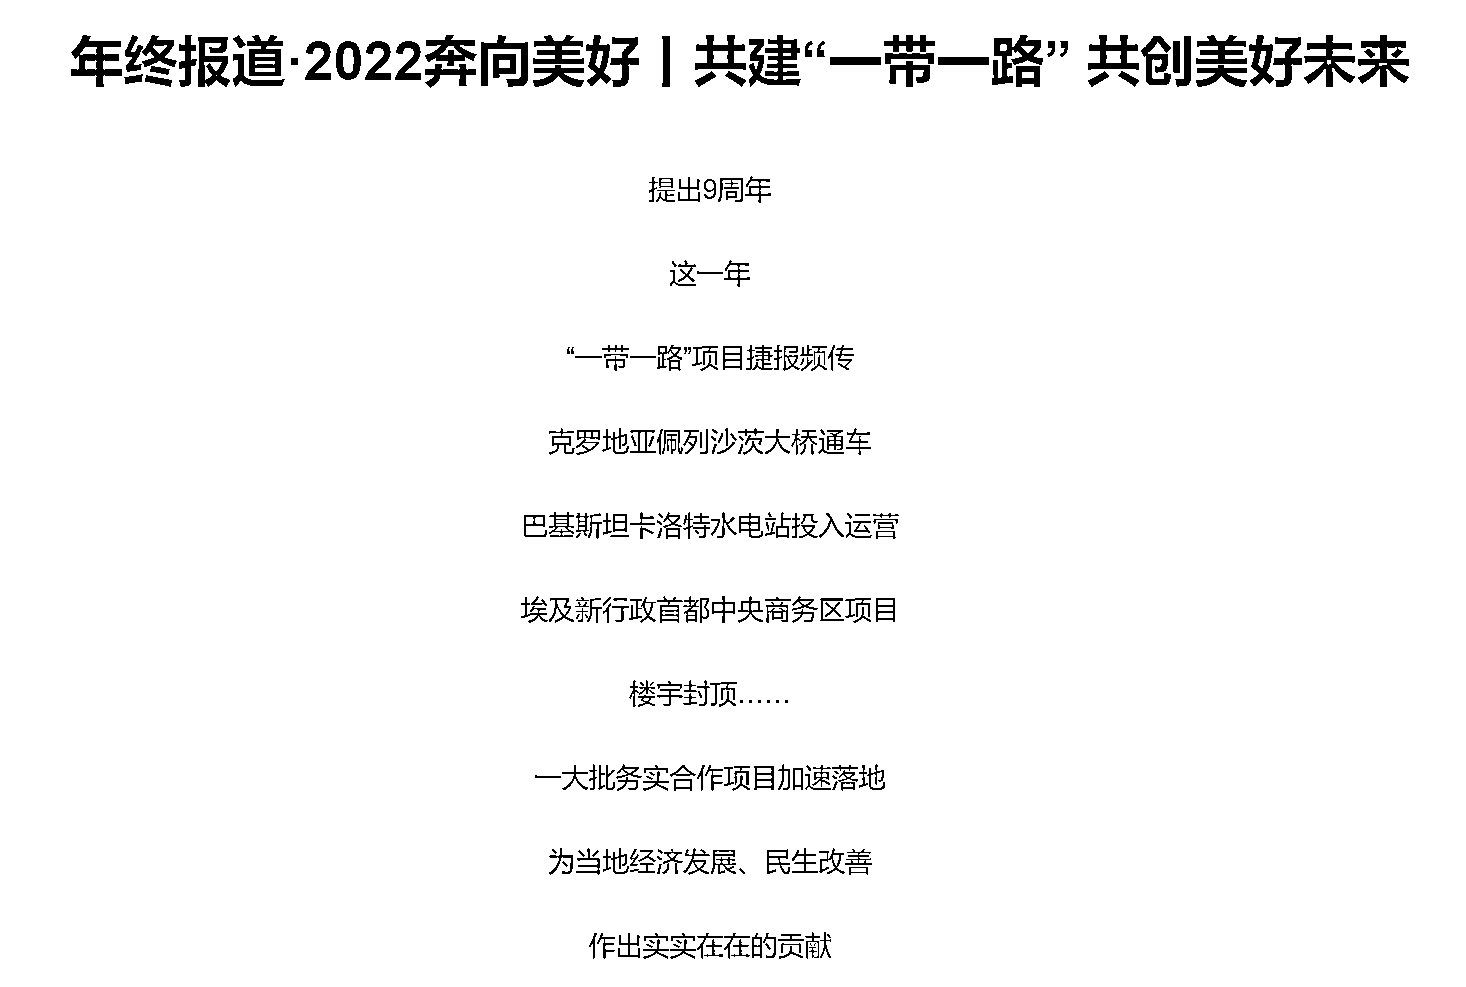 年终报道·2022奔向美好丨共建“一带一路” 共创美好未来
提出9周年
这一年
“一带一路”项目捷报频传
克罗地亚佩列沙茨大桥通车
巴基斯坦卡洛特水电站投入运营
埃及新行政首都中央商务区项目
楼宇封顶……
一大批务实合作项目加速落地
为当地经济发展、民生改善
作出实实在在的贡献